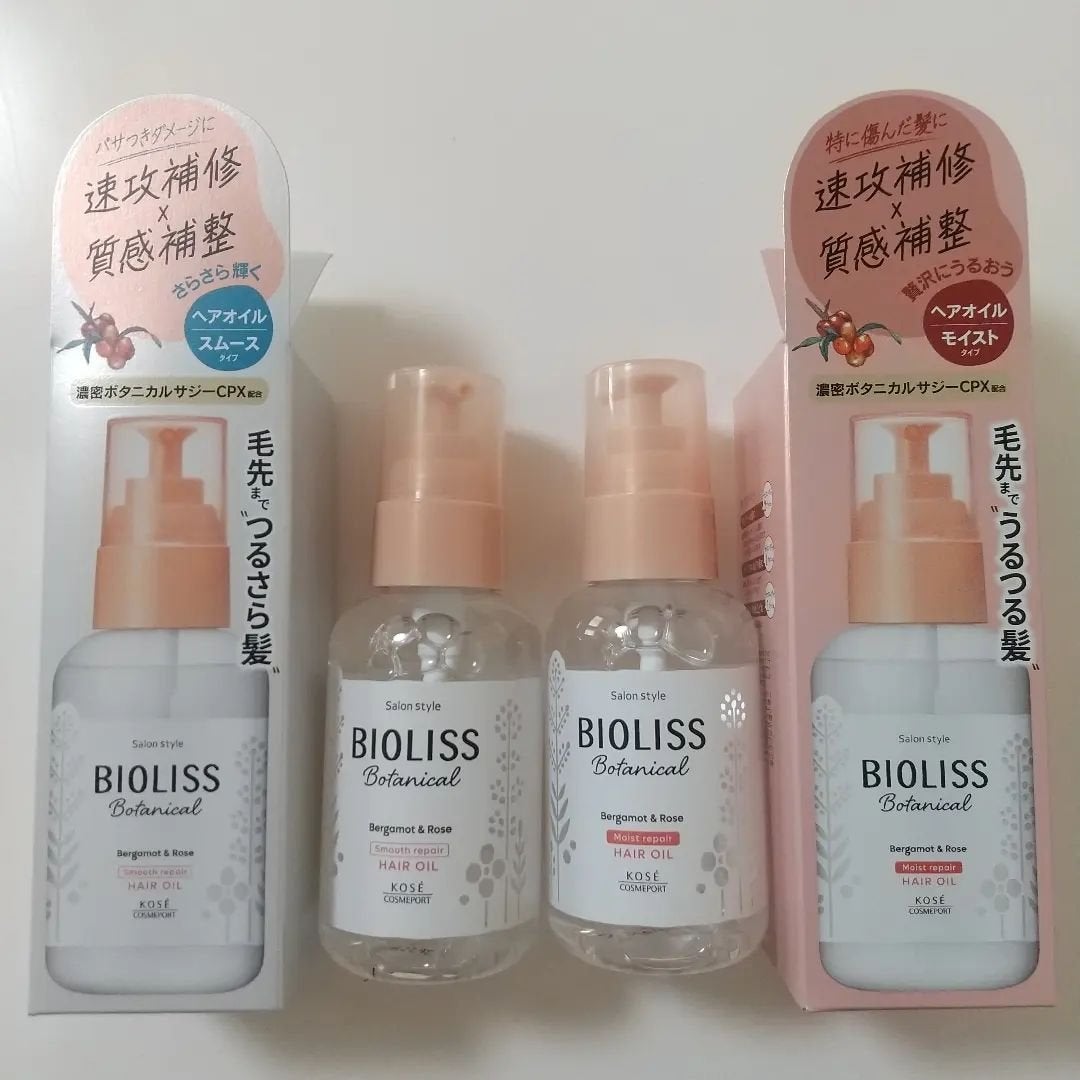 パサつきダメージに
速攻補修
×
質感補整
さらさら輝く
ヘアオイル
スムース
タイプ
濃密ボタニカルサジーCPX配合
毛先まで
"つるさら髪"
Salon style
BIOLISS
Botanical
Bergamot & Rose
Smooth repair
HAIR OIL
KOSÉ
COSMEPORT
Salon style
BIOLISS
Botanical
Bergamot & Rose
Smooth repair
HAIR OIL
KOSÉ
COSMEPORT
Salon style
BIOLISS
Botanical
Bergamot & Rose
Moist repair
HAIR OIL
KOSÉ
COSMEPORT
特に傷んだ髪に
速攻補修
×
質感補整
贅沢にうるおう
ヘアオイル
モイスト
タイプ
濃密ボタニカルサジーCPX配合
毛先まで
"うるつる髪"
Salon style
BIOLISS
Botanical
Bergamot & Rose
Moist repair
HAIR OIL
KOSÉ
COSMEPORT